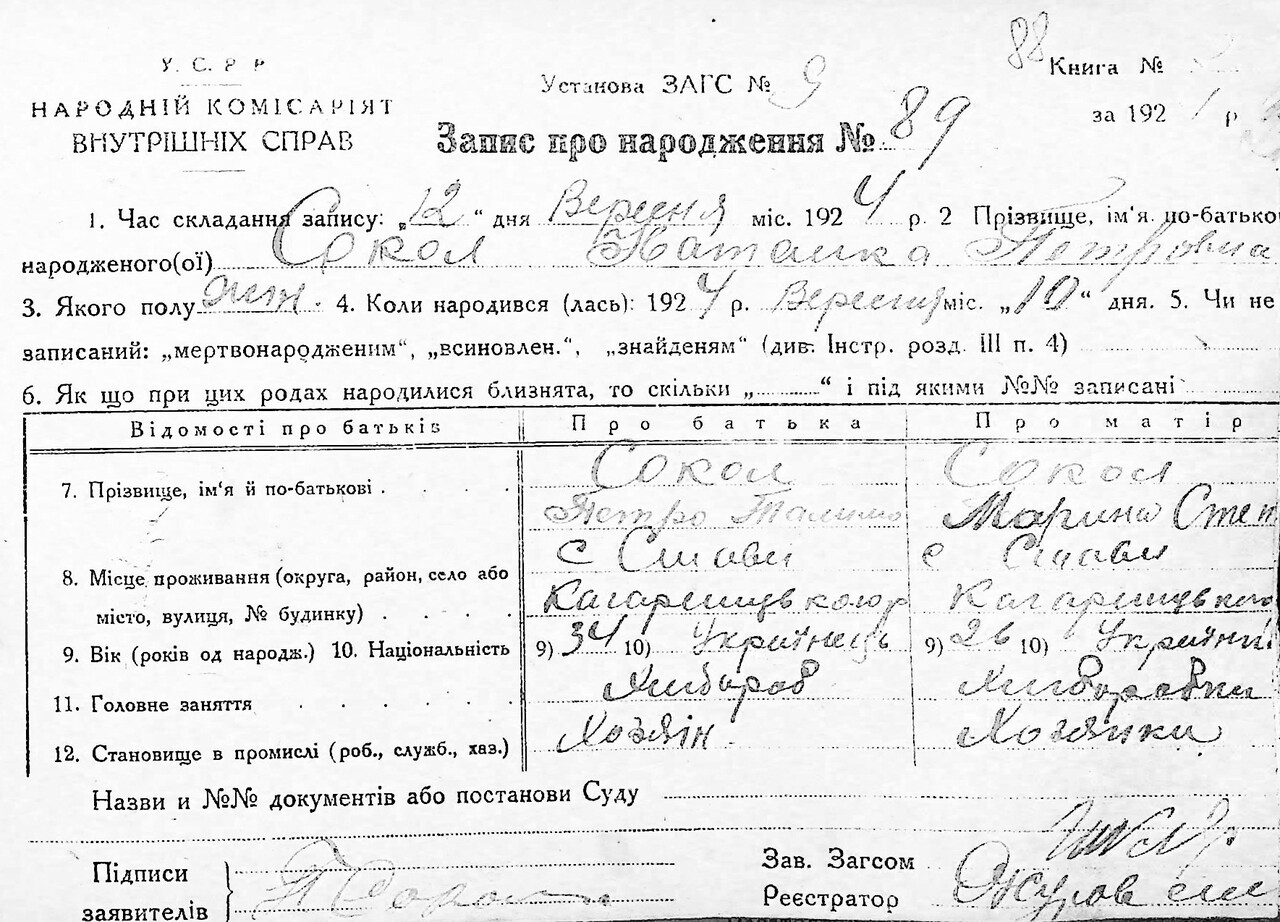 88
У. С. Р Р
Установа ЗАГС № 9
Книга №
НАРОДНІЙ КОМІСАРІЯТ
за 192 р
ВНУТРІШНІХ СПРАВ
Запис про народження № 89
1. Час складання запису: „12“ дня Вересня міс. 1924 р. 2 Прізвище, ім'я по-батько
народженого(ої) Сокол Наталка Петровна
3. Якого полу жін. 4. Коли народився (лась): 1924 р. Вересня міс. „10“ дня. 5. Чи не
записаний: „мертвонародженим“, „всиновлен.“, „знайденям“ (див. Інстр. розд. III п. 4)
6. Як що при цих родах народилися близнята, то скільки „ “ і під якими №№ записані
Відомості про батьків Про батька Про матір
7. Прізвище, ім'я й по-батькові . Сокол Сокол
Петро Марина Степ
с Стави с Стави
8. Місце проживання (округа, район, село або
місто, вулиця, № будинку)
9. Вік (років од народж.) 10. Національність 9) 34 10) Українець 9) 26 10)
11. Головне заняття Хлібороб Хліборобка
12. Становище в промислі (роб., служб., хаз.) Хозяін Хозяйка
Назви и №№ документів або постанови Суду
Підписи
Зав. Загсом
заявителів
Реєстратор